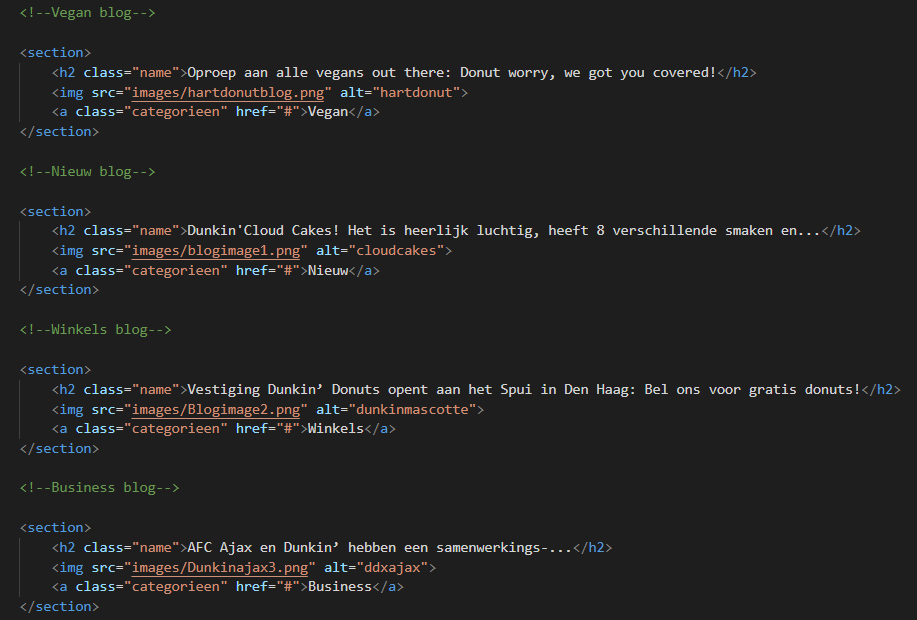 <!--Vegan blog-->
<section>
<h2 class="name">Oproep aan alle vegans out there: Donut worry, we got you covered!</h2>
<img src="images/hartdonutblog.png" alt="hartdonut">
<a class="categorieen" href="#">Vegan</a>
</section>
<!--Nieuw blog-->
<section>
<h2 class="name">Dunkin'Cloud Cakes! Het is heerlijk luchtig, heeft 8 verschillende smaken en...</h2>
<img src="images/blogimage1.png" alt="cloudcakes">
<a class="categorieen" href="#">Nieuw</a>
</section>
<!--Winkels blog-->
<section>
<h2 class="name">Vestiging Dunkin’ Donuts opent aan het Spui in Den Haag: Bel ons voor gratis donuts!</h2>
<img src="images/Blogimage2.png" alt="dunkinmascotte">
<a class="categorieen" href="#">Winkels</a>
</section>
<!--Business blog-->
<section>
<h2 class="name">AFC Ajax en Dunkin’ hebben een samenwerkings-...</h2>
<img src="images/Dunkinajax3.png" alt="ddxajax">
<a class="categorieen" href="#">Business</a>
</section>